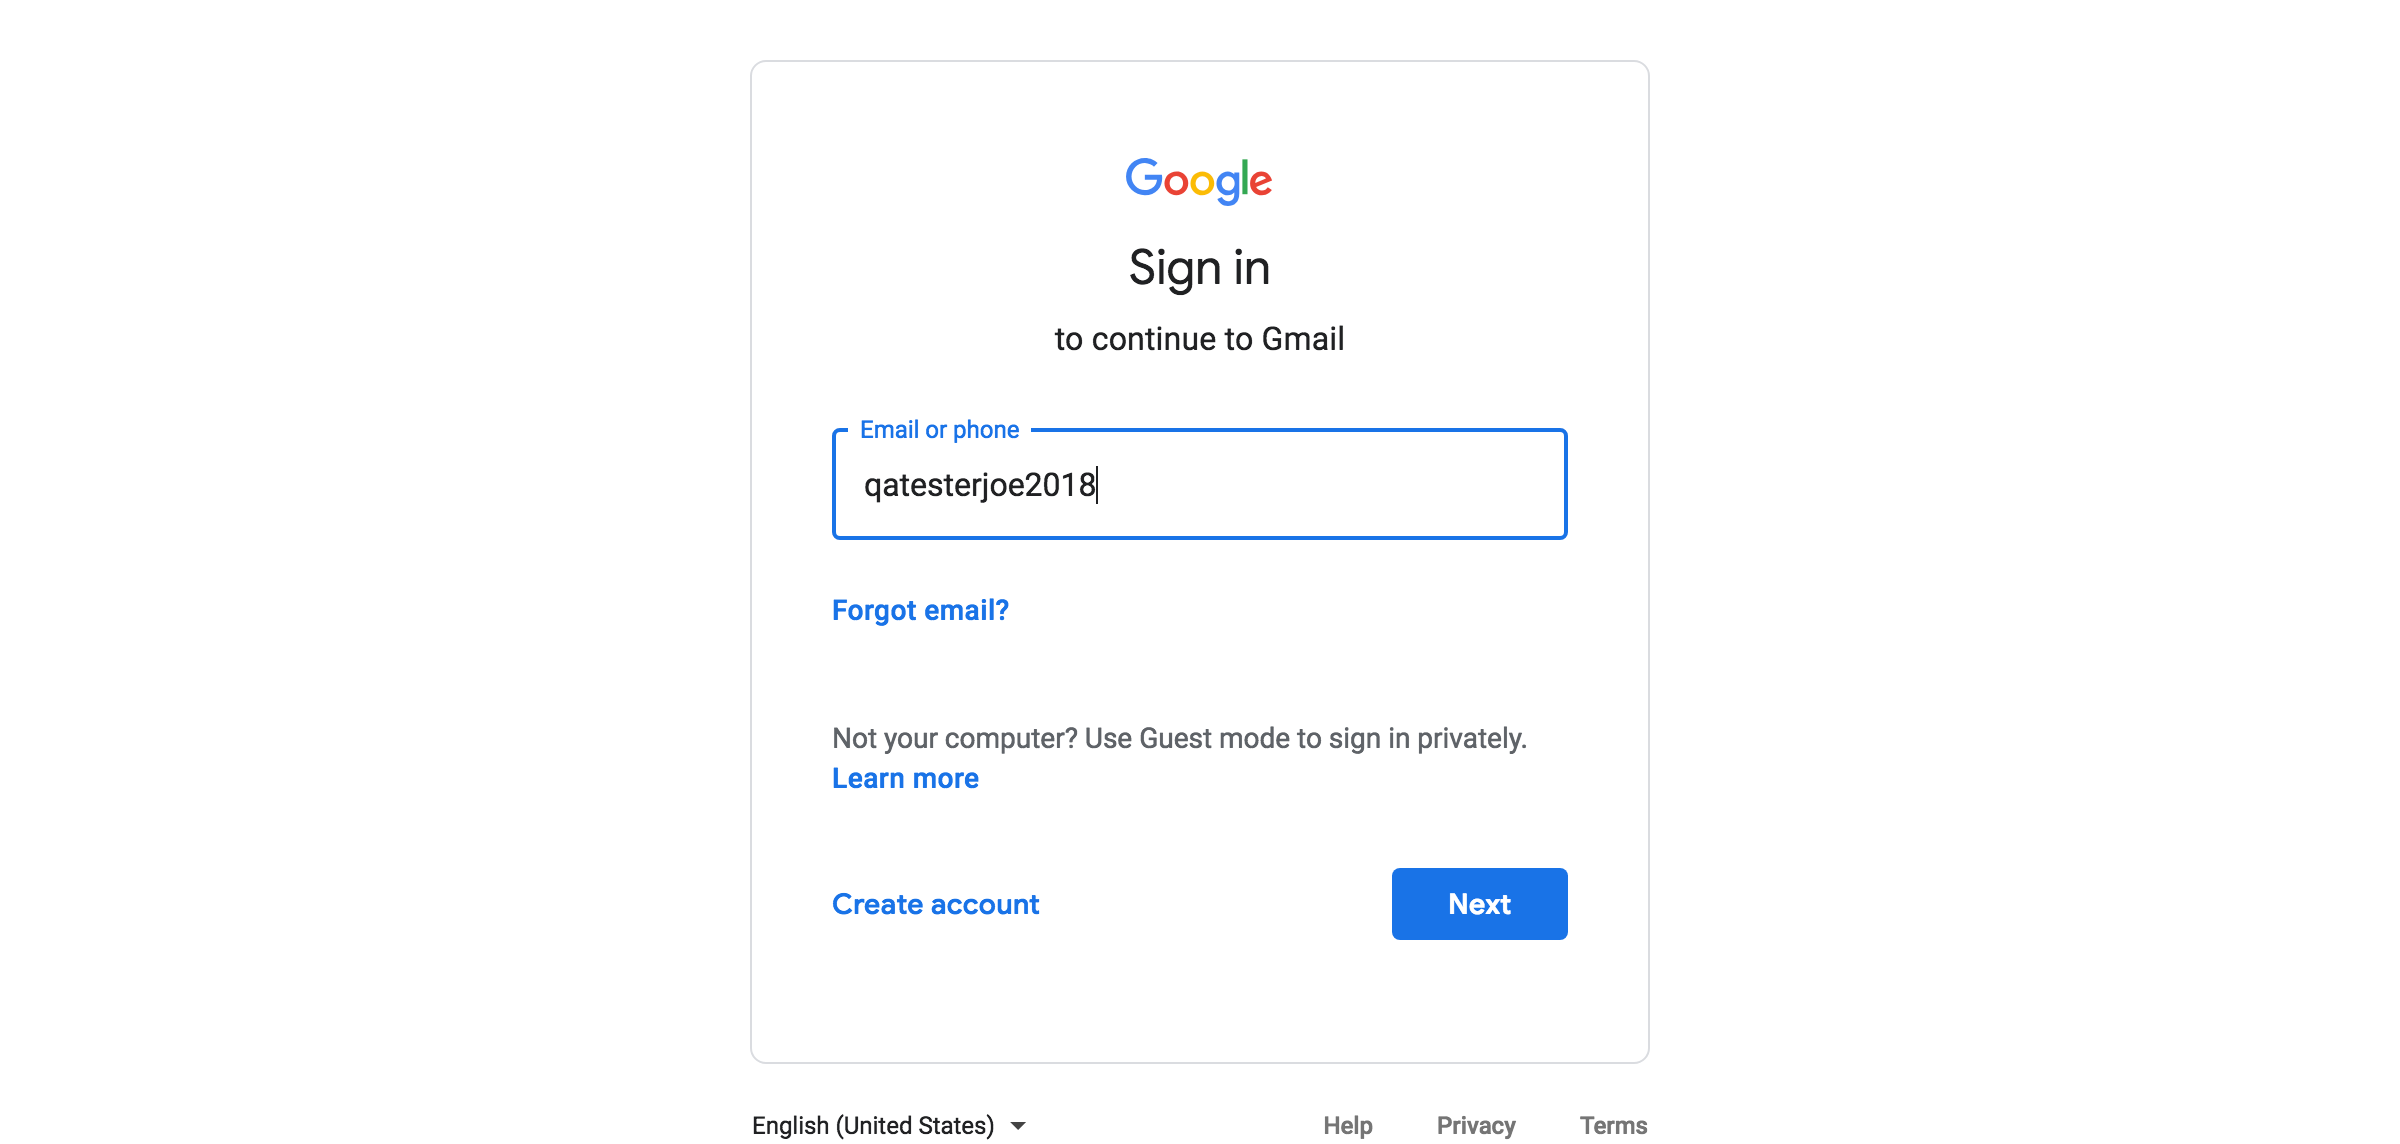 Google
Sign in
to continue to Gmail
Email or phone
qatesterjoe2018
Forgot email?
Not your computer? Use Guest mode to sign in privately.
Learn more
Create account
Next
English (United States)
Help
Privacy
Terms